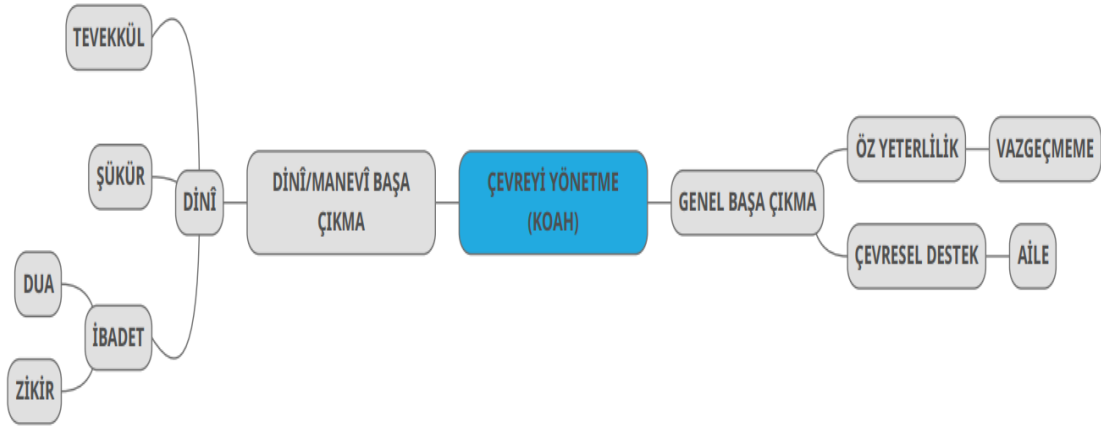 TEVEKKÜL
ŞÜKÜR
DİNÎ
DUA
İBADET
ZİKİR
DİNÎ/MANEVÎ BAŞA
ÇIKMA
ÇEVREYİ YÖNETME
(KOAH)
GENEL BAŞA ÇIKMA
ÖZ YETERLİLİK
VAZGEÇMEME
ÇEVRESEL DESTEK
AİLE